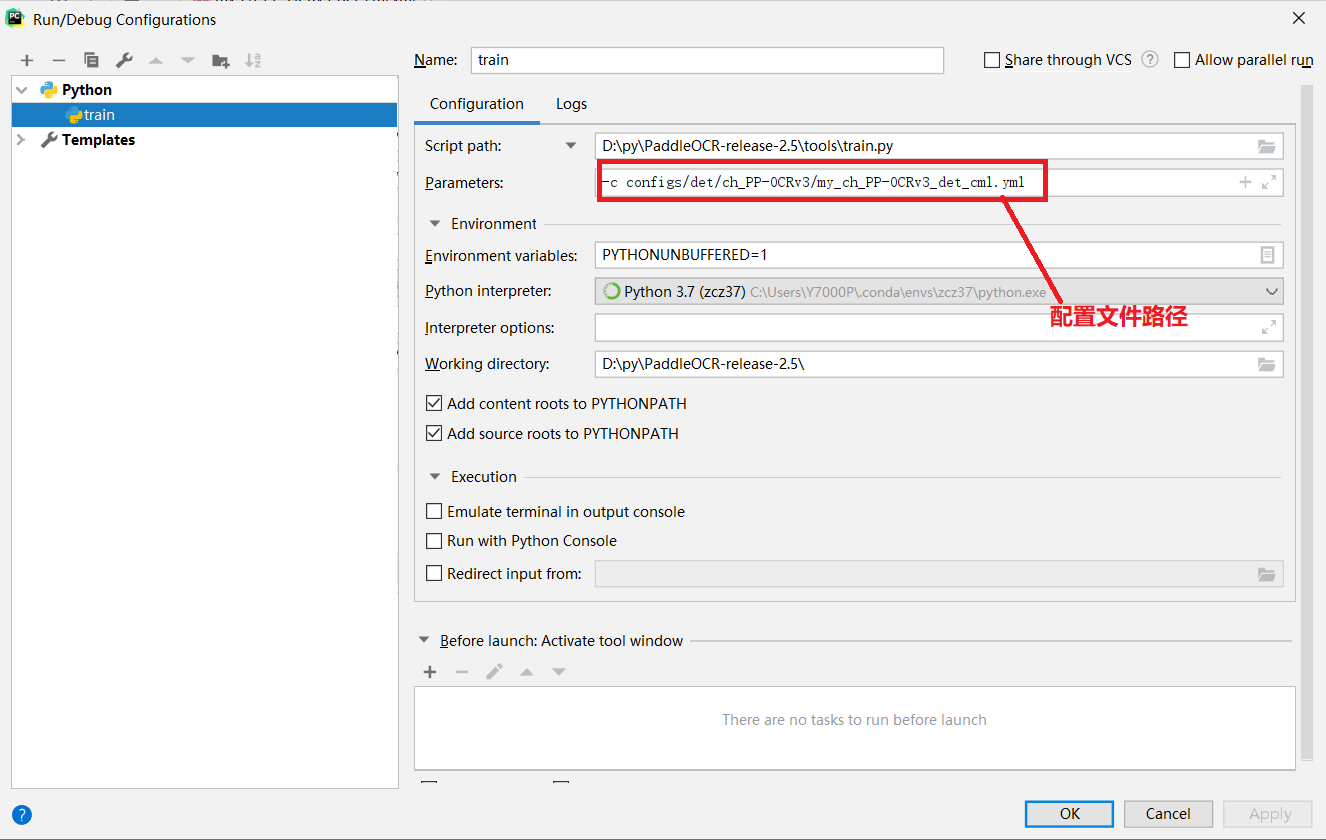 Run/Debug Configurations
Name: train
Share through VCS ?
Allow parallel run
Python
train
Templates
Configuration Logs
Script path: D:\py\PaddleOCR-release-2.5\tools\train.py
Parameters: -c configs/det/ch_PP-OCRv3/my_ch_PP-OCRv3_det_cml.yml
Environment
Environment variables: PYTHONUNBUFFERED=1
Python interpreter: Python 3.7 (zcz37) C:\Users\Y7000P\.conda\envs\zcz37\python.exe
配置文件路径
Interpreter options:
Working directory: D:\py\PaddleOCR-release-2.5\
Add content roots to PYTHONPATH
Add source roots to PYTHONPATH
Execution
Emulate terminal in output console
Run with Python Console
Redirect input from:
Before launch: Activate tool window
There are no tasks to run before launch
? OK Cancel Apply